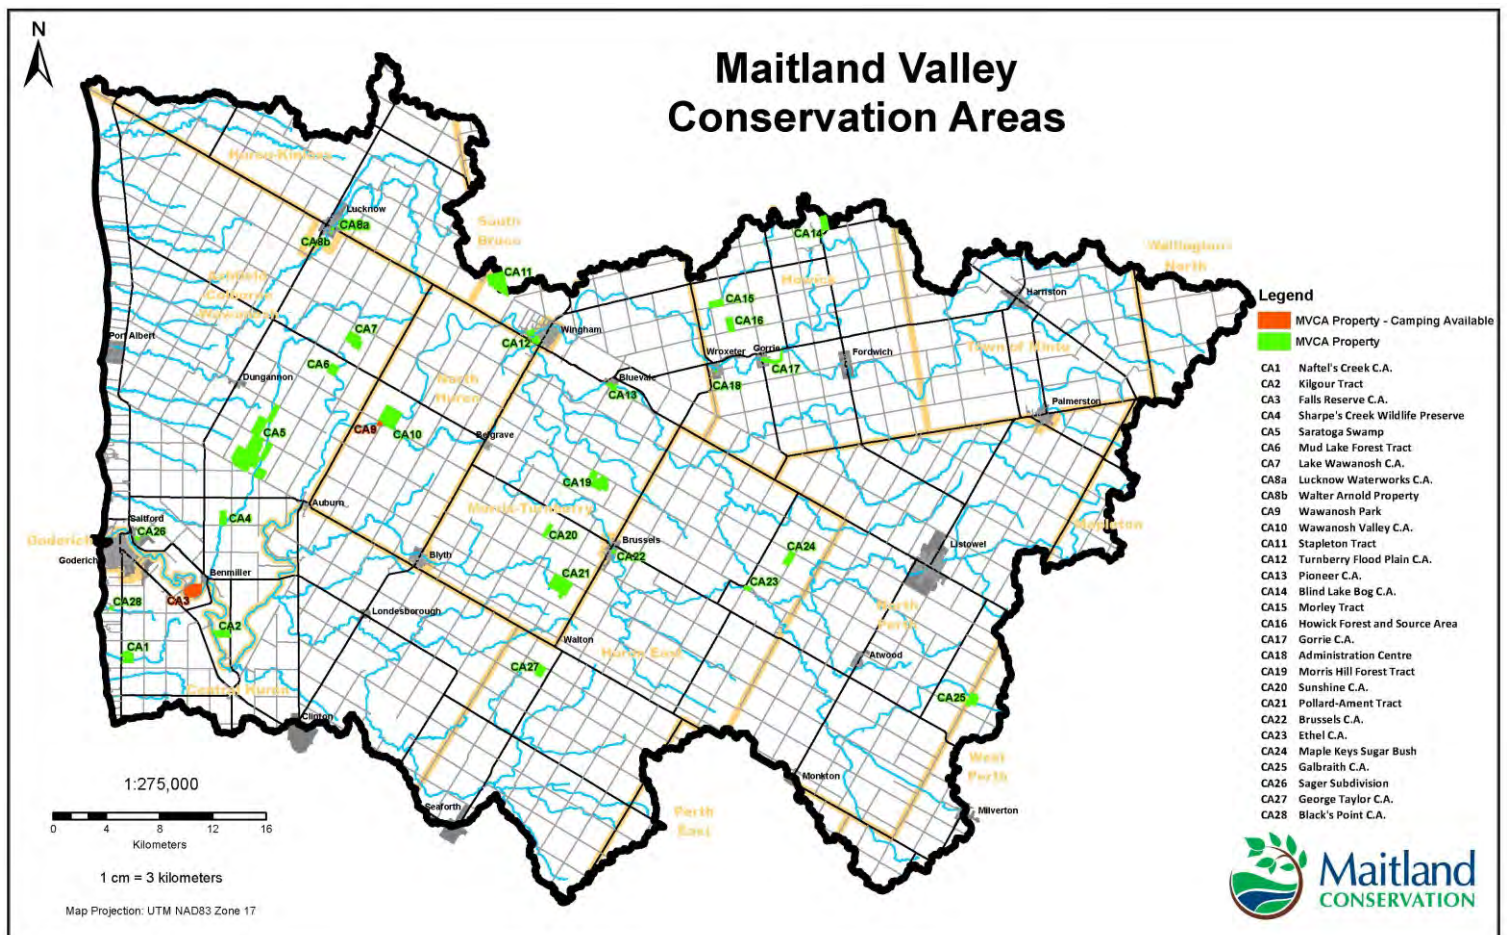 N
Maitland Valley
Conservation Areas
Huron-Kinloss
Lucknow
CA8a
CA8b
South
Bruce
CA14
Wellington
North
Ashfield
Colborne
Wawanosh
CA11
Howick
Harriston
CA15
CA16
CA7
Wingham
CA12
Port Albert
Wroxeter
Gorrie
Fordwich
Town of Minto
CA6
CA17
Dungannon
North
Huron
Bluevale
CA13
CA18
Palmerston
CA9
CA10
CA5
Belgrave
CA19
Auburn
Morris-Turnberry
CA4
Saltford
CA26
Mapleton
Goderich
Goderich
CA20
Brussels
CA22
CA24
Listowel
Blyth
Benmiller
CA21
CA23
CA3
CA28
Londesborough
North
Perth
CA2
CA1
Walton
Huron East
Atwood
CA27
Central Huron
CA25
Clinton
West
Perth
Monkton
Seaforth
Perth
East
Milverton
Legend
MVCA Property - Camping Available
MVCA Property
CA1 Naftel's Creek C.A.
CA2 Kilgour Tract
CA3 Falls Reserve C.A.
CA4 Sharpe's Creek Wildlife Preserve
CA5 Saratoga Swamp
CA6 Mud Lake Forest Tract
CA7 Lake Wawanosh C.A.
CA8a Lucknow Waterworks C.A.
CA8b Walter Arnold Property
CA9 Wawanosh Park
CA10 Wawanosh Valley C.A.
CA11 Stapleton Tract
CA12 Turnberry Flood Plain C.A.
CA13 Pioneer C.A.
CA14 Blind Lake Bog C.A.
CA15 Morley Tract
CA16 Howick Forest and Source Area
CA17 Gorrie C.A.
CA18 Administration Centre
CA19 Morris Hill Forest Tract
CA20 Sunshine C.A.
CA21 Pollard-Ament Tract
CA22 Brussels C.A.
CA23 Ethel C.A.
CA24 Maple Keys Sugar Bush
CA25 Galbraith C.A.
CA26 Sager Subdivision
CA27 George Taylor C.A.
CA28 Black's Point C.A.
1:275,000
0 4 8 12 16
Kilometers
1 cm = 3 kilometers
Map Projection: UTM NAD83 Zone 17
Maitland
CONSERVATION